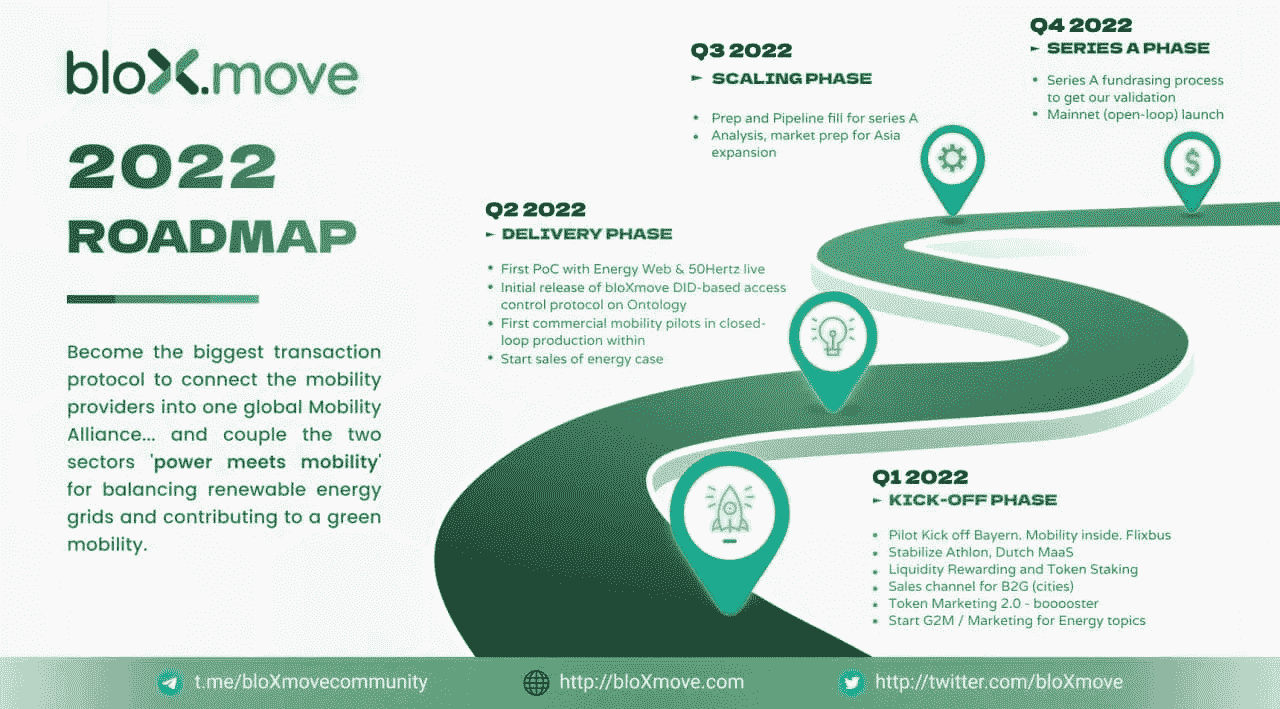 bloX.move
2022
ROADMAP
Become the biggest transaction
protocol to connect the mobility
providers into one global Mobility
Alliance... and couple the two
sectors 'power meets mobility'
for balancing renewable energy
grids and contributing to a green
mobility.
Q1 2022
► KICK-OFF PHASE
• Pilot Kick off Bayern. Mobility inside. Flixbus
• Stabilize Athlon, Dutch MaaS
• Liquidity Rewarding and Token Staking
• Sales channel for B2G (cities)
• Token Marketing 2.0 - boooster
• Start G2M / Marketing for Energy topics
Q2 2022
► DELIVERY PHASE
• First PoC with Energy Web & 50Hertz live
• Initial release of bloXmove DID-based access
control protocol on Ontology
• First commercial mobility pilots in closed-
loop production within
• Start sales of energy case
Q3 2022
► SCALING PHASE
• Prep and Pipeline fill for series A
• Analysis, market prep for Asia
expansion
Q4 2022
► SERIES A PHASE
• Series A fundrasing process
to get our validation
• Mainnet (open-loop) launch
$
t.me/bloXmovecommunity
http://bloXmove.com
http://twitter.com/bloXmove